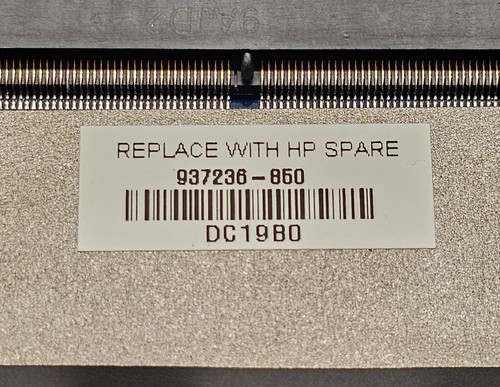 REPLACE WITH HP SPARE
937236-850
DC19B0